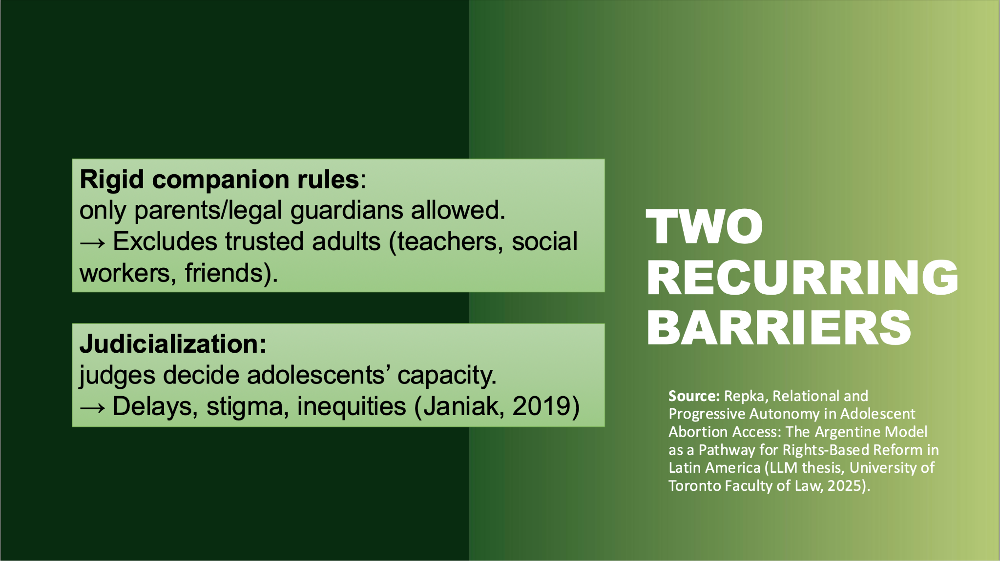 Rigid companion rules:
only parents/legal guardians allowed.
→ Excludes trusted adults (teachers, social
workers, friends).
Judicialization:
judges decide adolescents’ capacity.
→ Delays, stigma, inequities (Janiak, 2019)
TWO
RECURRING
BARRIERS
Source: Repka, Relational and
Progressive Autonomy in Adolescent
Abortion Access: The Argentine Model
as a Pathway for Rights-Based Reform in
Latin America (LLM thesis, University of
Toronto Faculty of Law, 2025).